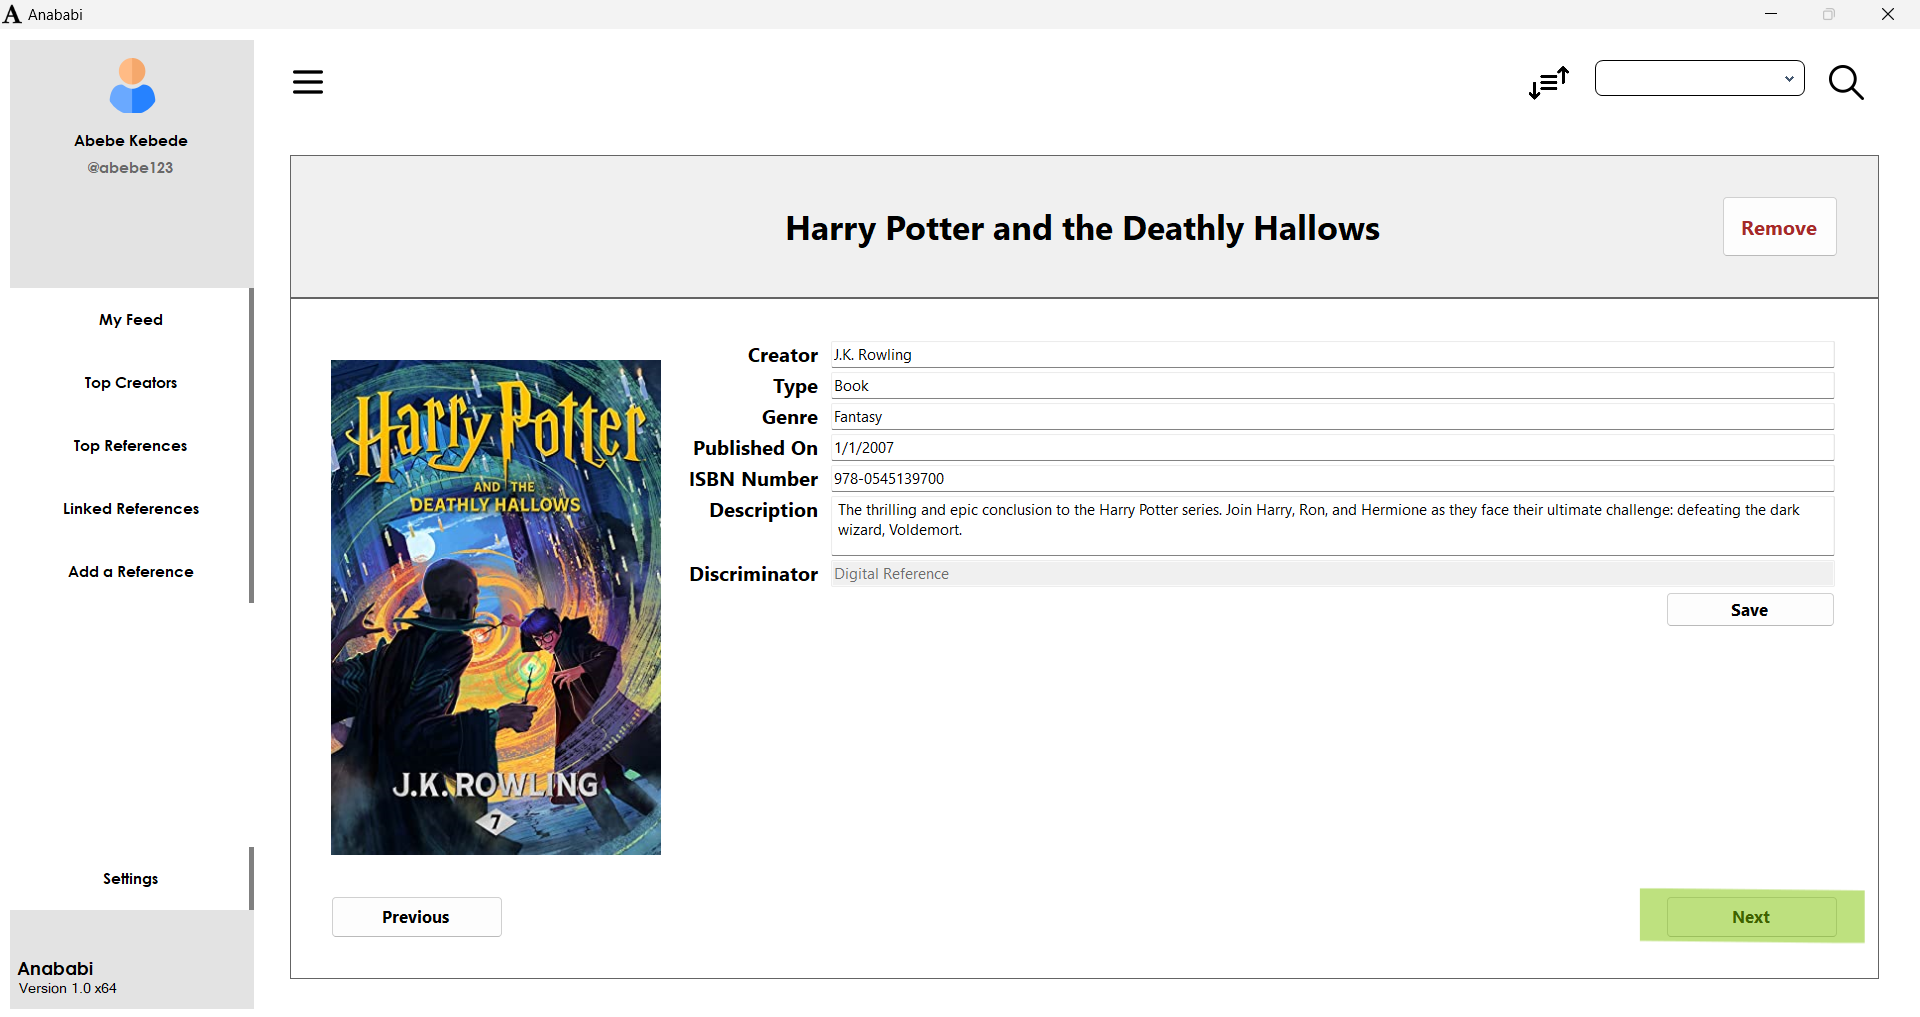 Anababi
Abebe Kebede
@abebe123
My Feed
Top Creators
Top References
Linked References
Add a Reference
Settings
Anababi
Version 1.0 x64
Harry Potter and the Deathly Hallows
Remove
Harry Potter
AND THE
DEATHLY HALLOWS
J.K. ROWLING
7
Creator J.K. Rowling
Type Book
Genre Fantasy
Published On 1/1/2007
ISBN Number 978-0545139700
Description The thrilling and epic conclusion to the Harry Potter series. Join Harry, Ron, and Hermione as they face their ultimate challenge: defeating the dark
wizard, Voldemort.
Discriminator Digital Reference
Save
Previous
Next